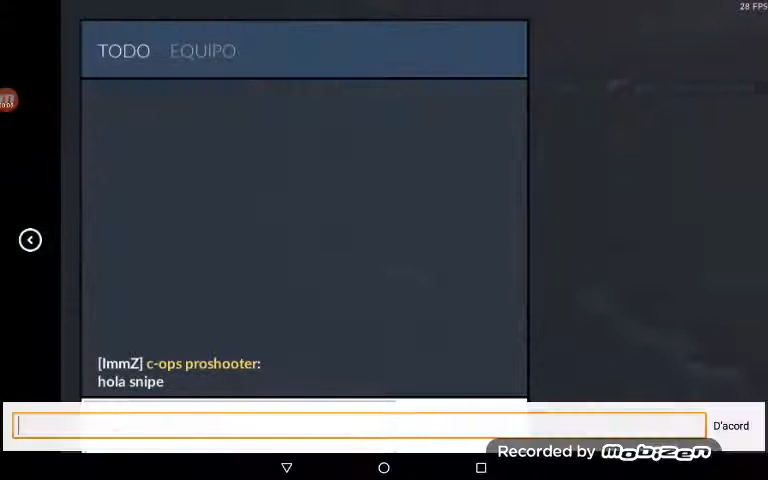 28 FPS
TODO EQUIPO
[ImmZ] c-ops proshooter:
hola snipe
D'acord
Recorded by mobizen